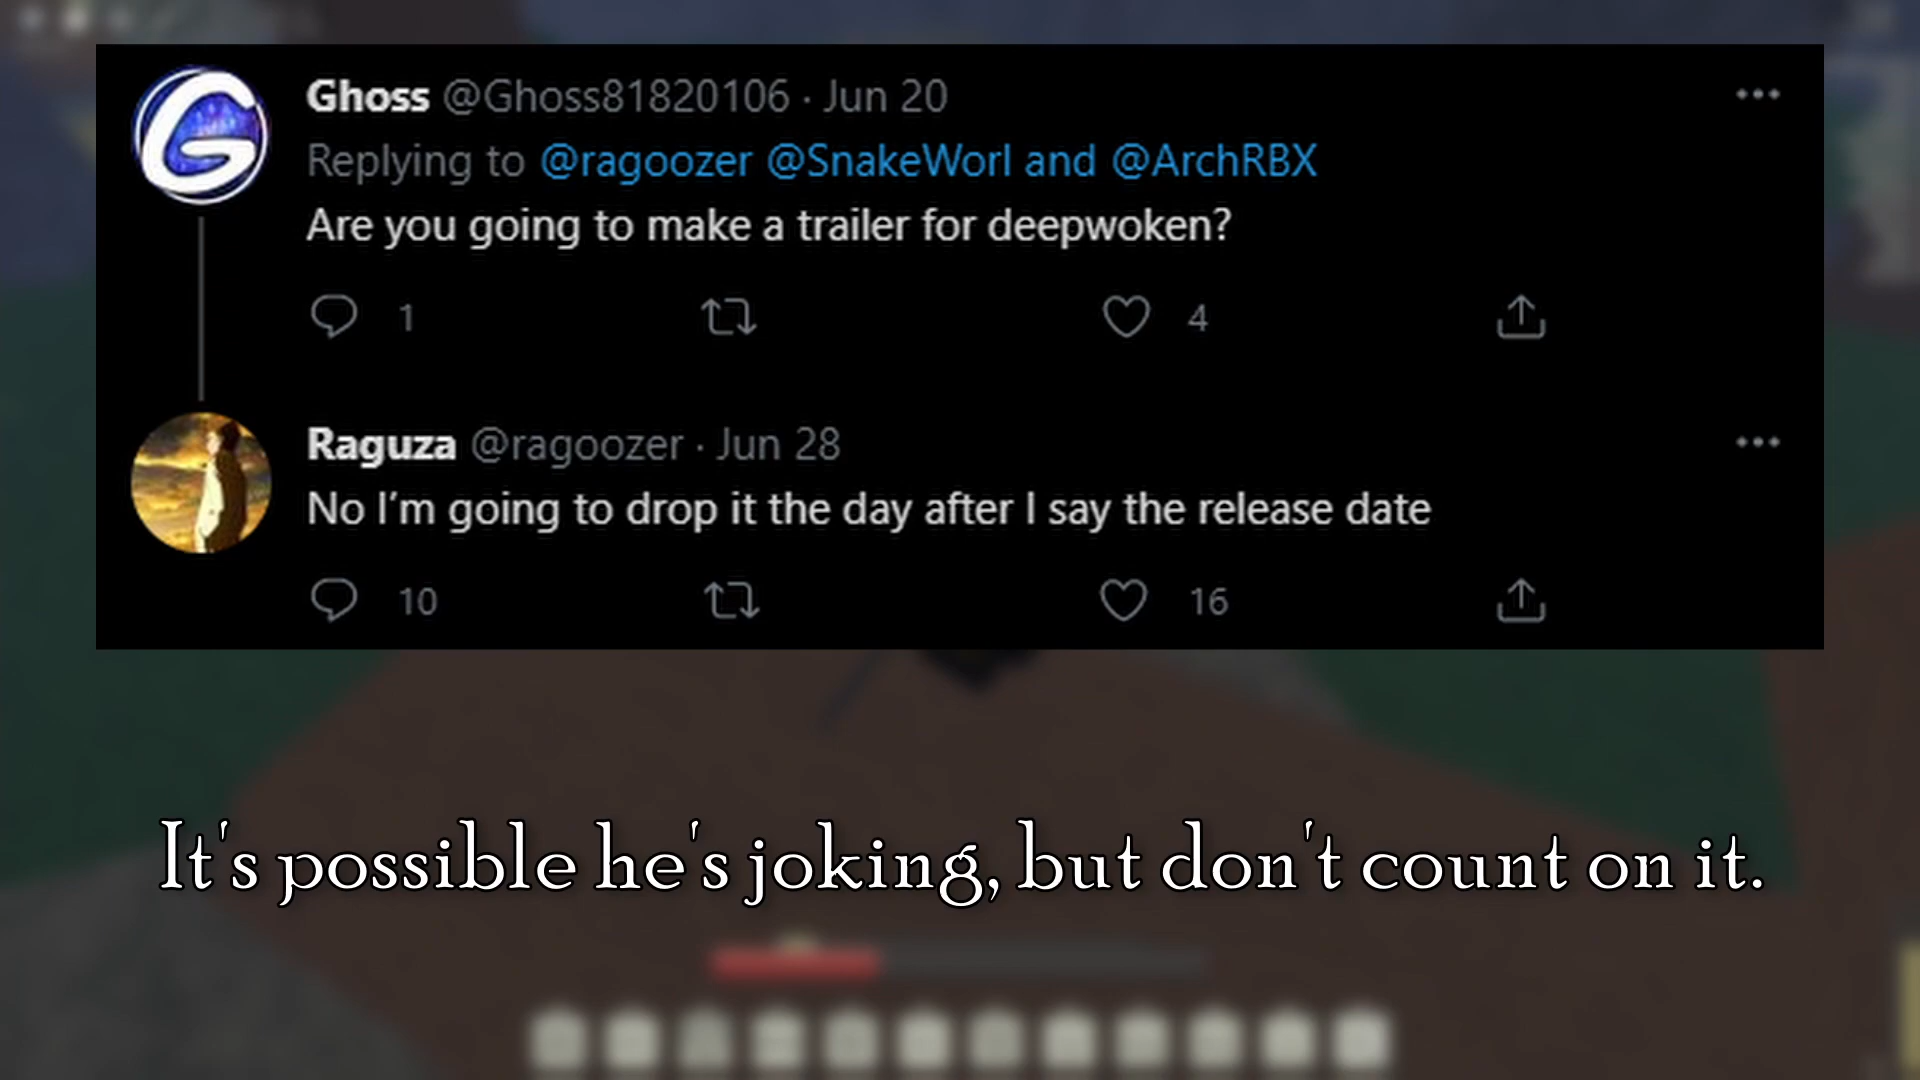 Ghoss @Ghoss81820106 · Jun 20
Replying to @ragoozer @SnakeWorl and @ArchRBX
Are you going to make a trailer for deepwoken?
1 4
Raguza @ragoozer · Jun 28
No I’m going to drop it the day after I say the release date
10 16
It's possible he's joking, but don't count on it.